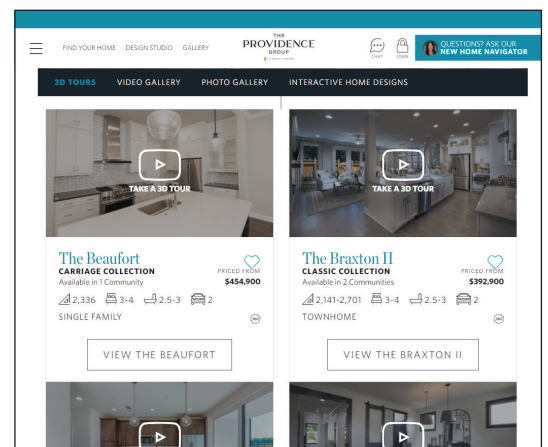 FIND YOUR HOME DESIGN STUDIO GALLERY
THE
PROVIDENCE
GROUP
CHAT LOGIN
QUESTIONS? ASK OUR
NEW HOME NAVIGATOR
3D TOURS VIDEO GALLERY PHOTO GALLERY INTERACTIVE HOME DESIGNS
TAKE A 3D TOUR
The Beaufort
CARRIAGE COLLECTION
PRICED FROM
Available in 1 Community
$454,900
2,336 3-4 2.5-3 2
SINGLE FAMILY
360
VIEW THE BEAUFORT
TAKE A 3D TOUR
The Braxton II
CLASSIC COLLECTION
PRICED FROM
Available in 2 Communities
$392,900
2,141-2,701 3-4 2.5-3 2
TOWNHOME
360
VIEW THE BRAXTON II